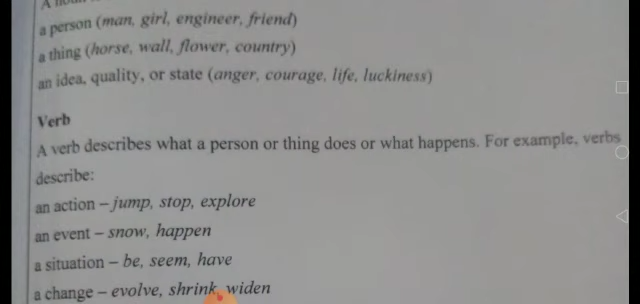 A noun
a person (man, girl, engineer, friend)
a thing (horse, wall, flower, country)
an idea, quality, or state (anger, courage, life, luckiness)
Verb
A verb describes what a person or thing does or what happens. For example, verbs
describe:
an action – jump, stop, explore
an event – snow, happen
a situation – be, seem, have
a change – evolve, shrink, widen